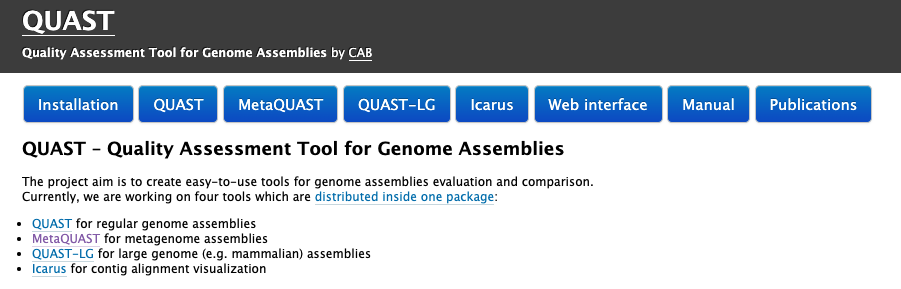 QUAST
Quality Assessment Tool for Genome Assemblies by CAB
Installation QUAST MetaQUAST QUAST-LG Icarus Web interface Manual Publications
QUAST – Quality Assessment Tool for Genome Assemblies
The project aim is to create easy-to-use tools for genome assemblies evaluation and comparison.
Currently, we are working on four tools which are distributed inside one package:
• QUAST for regular genome assemblies
• MetaQUAST for metagenome assemblies
• QUAST-LG for large genome (e.g. mammalian) assemblies
• Icarus for contig alignment visualization